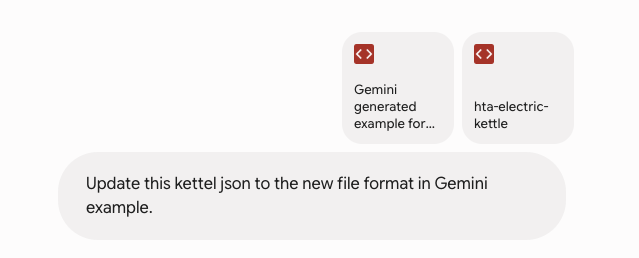 Gemini
generated
example for...
hta-electric-
kettle
Update this kettel json to the new file format in Gemini
example.